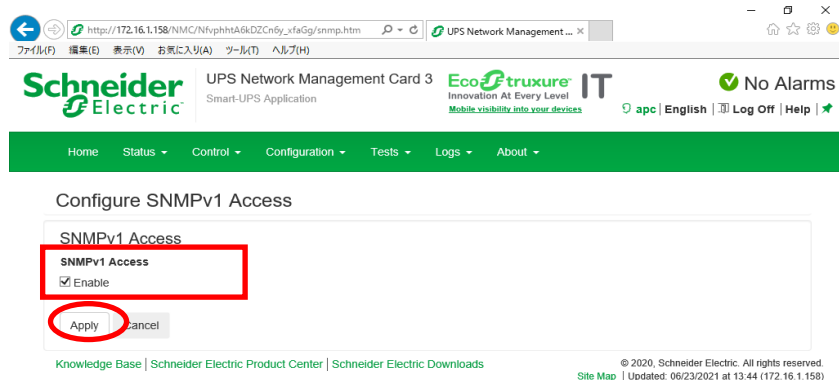 http://172.16.1.158/NMC/NfvphhtA6kDZCn6y_xfaGg/snmp.htm
UPS Network Management ...
ファイル(F) 編集(E) 表示(V) お気に入り(A) ツール(T) ヘルプ(H)
Schneider Electric
UPS Network Management Card 3
Smart-UPS Application
EcoStruxure IT
Innovation At Every Level
Mobile visibility into your devices
No Alarms
apc | English | Log Off | Help |
Home Status Control Configuration Tests Logs About
Configure SNMPv1 Access
SNMPv1 Access
SNMPv1 Access
Enable
Apply Cancel
Knowledge Base | Schneider Electric Product Center | Schneider Electric Downloads
© 2020, Schneider Electric. All rights reserved.
Site Map | Updated: 06/23/2021 at 13:44 (172.16.1.158)